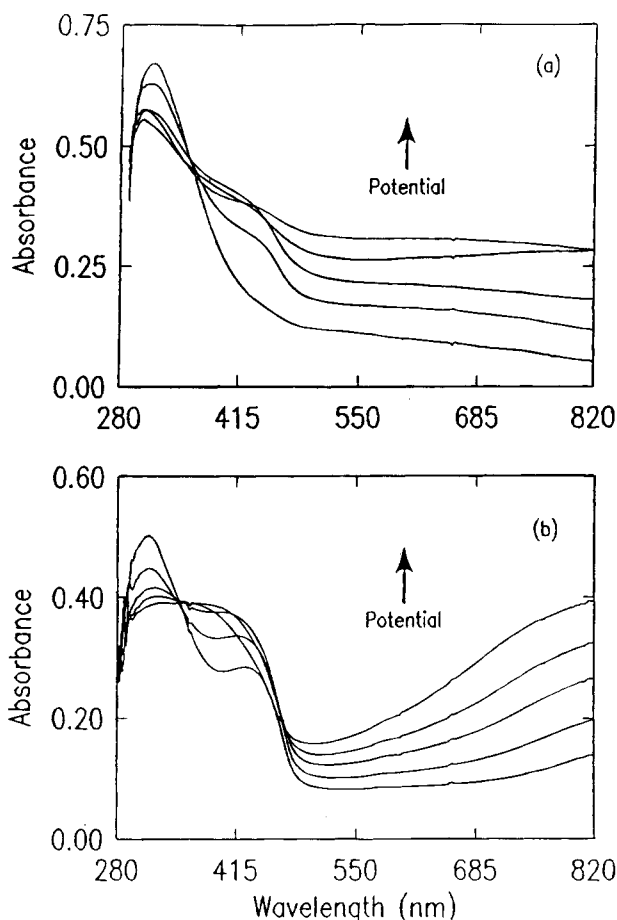 0.75
(a)
0.50
Potential
Absorbance
0.25
0.00
280 415 550 685 820
0.60
(b)
0.40
Potential
Absorbance
0.20
0.00
280 415 550 685 820
Wavelength (nm)